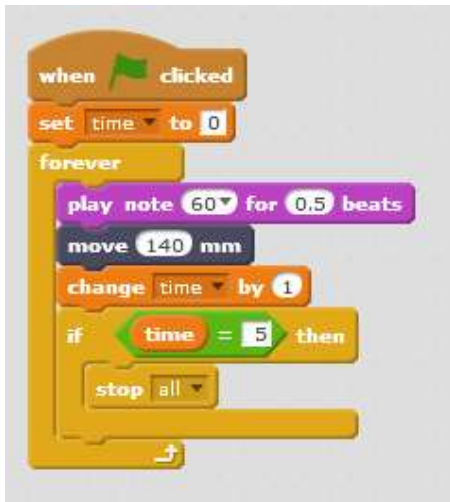 when clicked
set time to 0
forever
play note 60 for 0.5 beats
move 140 mm
change time by 1
if time = 5 then
stop all